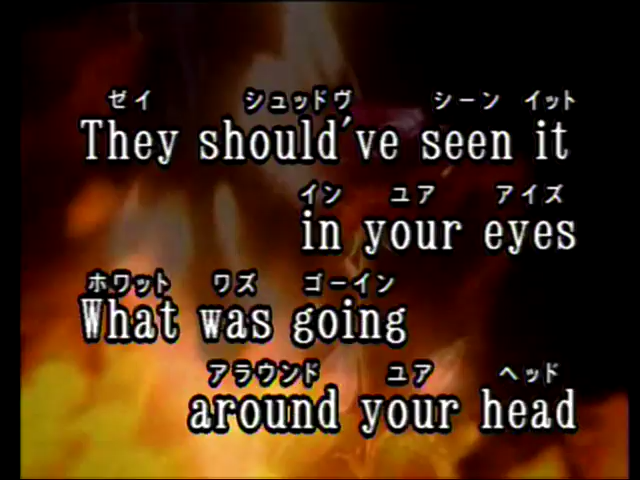 ゼイ シュッドヴ シーン イット
They should've seen it
イン ユア アイズ
in your eyes
ホワット ワズ ゴーイン
What was going
アラウンド ユア ヘッド
around your head